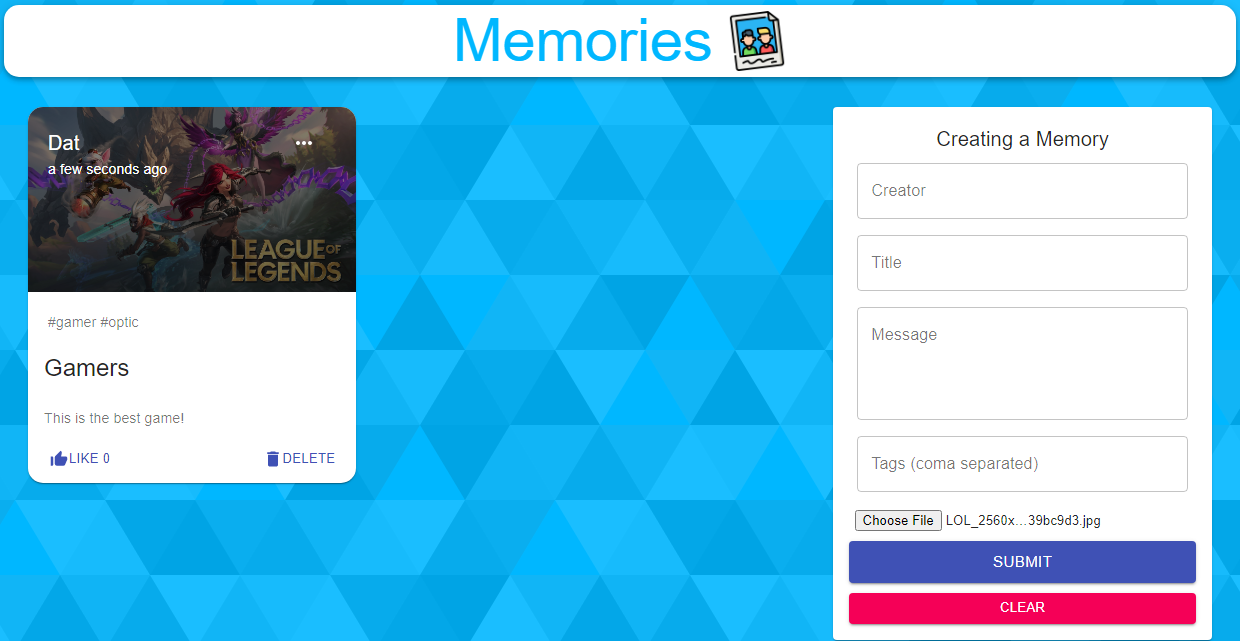 Memories
Dat
a few seconds ago
LEAGUE OF
LEGENDS
#gamer #optic
Gamers
This is the best game!
LIKE 0
DELETE
Creating a Memory
Creator
Title
Message
Tags (coma separated)
Choose File LOL_2560x...39bc9d3.jpg
SUBMIT
CLEAR